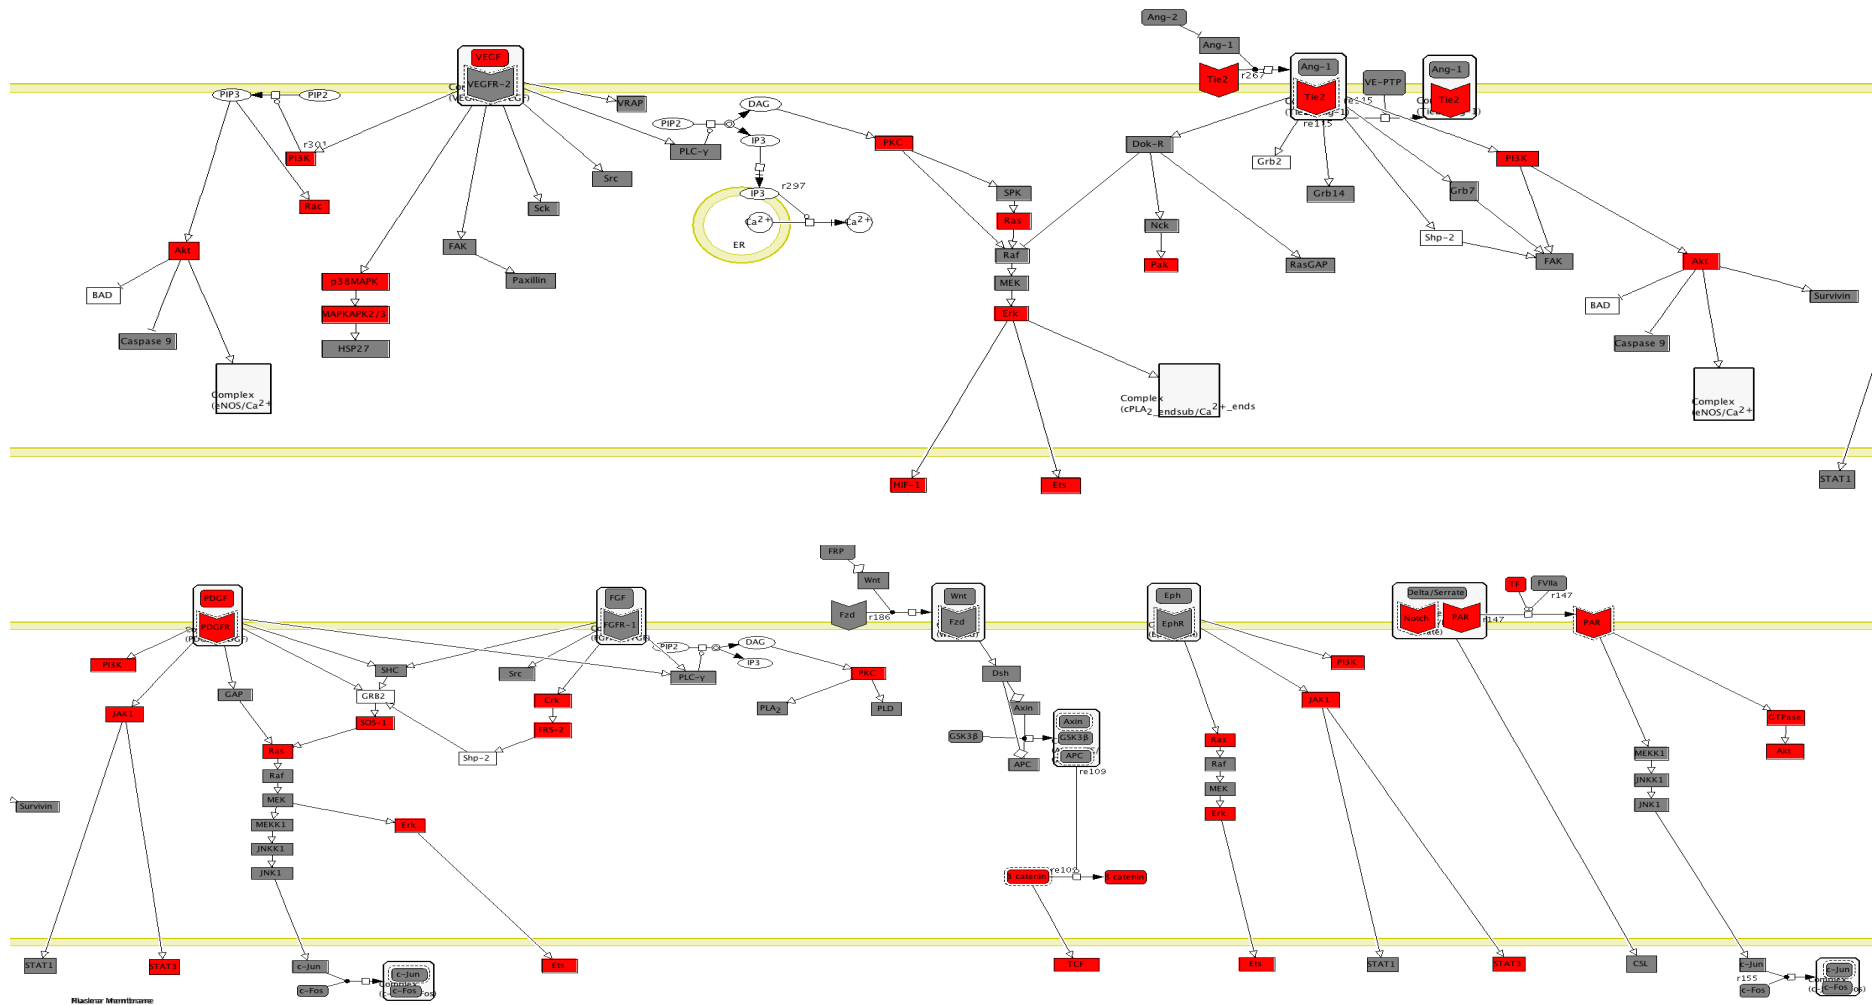 Ang-2
Ang-1
VEGF
VEGFR-2
Tie2
r267
Ang-1
Tie2
VE-PTP
Ang-1
Tie2
re115
re115
PIP3
PIP2
VRAP
DAG
PIP2
IP3
PLC-γ
PKC
Dok-R
Grb2
PI3K
r301
PI3K
Src
SPK
Grb14
Grb7
IP3
r297
Rac
Sck
Ca2+
Ca2+
ER
Ras
Nck
Shp-2
Akt
FAK
Raf
Pak
RasGAP
FAK
Akt
p38MAPK
Paxillin
MEK
BAD
MAPKAPK2/3
Erk
BAD
Survivin
Caspase 9
HSP27
Caspase 9
Complex
(eNOS/Ca2+
Complex
(cPLA2_endsub/Ca2+_ends
Complex
(eNOS/Ca2+
HIF-1
Ets
STAT1
FRP
Wnt
Fzd
r186
PDGF
PDGFR
FGF
FGFR-1
Wnt
Fzd
Eph
EphR
Delta/Serrate
Notch
PAR
r147
TF
FVIIa
r147
PAR
PIP2
DAG
IP3
PI3K
SHC
Src
PLC-γ
PKC
Dsh
PI3K
GAP
GRB2
Crk
PLA2
PLD
Axin
JAK1
JAK1
SOS-1
FRS-2
GSK3β
Axin
GSK3β
APC
APC
re109
GTPase
Akt
Ras
Shp-2
Ras
Raf
Raf
MEKK1
MEK
MEK
JNKK1
Survivin
MEKK1
Erk
Erk
JNK1
JNKK1
JNK1
β catenin
β catenin
STAT1
STAT3
c-Jun
c-Fos
c-Jun
c-Fos
Ets
TCF
Ets
STAT1
STAT3
CSL
c-Jun
r155
c-Fos
c-Jun
c-Fos